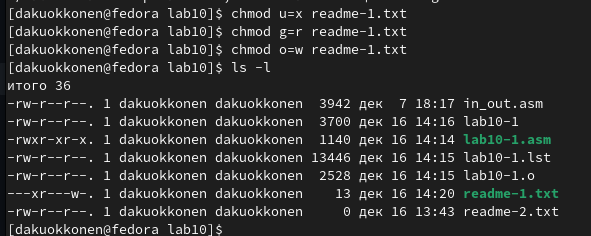 [dakuokkonen@fedora lab10]$ chmod u=x readme-1.txt
[dakuokkonen@fedora lab10]$ chmod g=r readme-1.txt
[dakuokkonen@fedora lab10]$ chmod o=w readme-1.txt
[dakuokkonen@fedora lab10]$ ls -l
итого 36
-rw-r--r--. 1 dakuokkonen dakuokkonen  3942 дек  7 18:17 in_out.asm
-rw-r--r--. 1 dakuokkonen dakuokkonen  3700 дек 16 14:16 lab10-1
-rwxr-xr-x. 1 dakuokkonen dakuokkonen  1140 дек 16 14:14 lab10-1.asm
-rw-r--r--. 1 dakuokkonen dakuokkonen 13446 дек 16 14:15 lab10-1.lst
-rw-r--r--. 1 dakuokkonen dakuokkonen  2528 дек 16 14:15 lab10-1.o
---xr---w-. 1 dakuokkonen dakuokkonen    13 дек 16 14:20 readme-1.txt
-rw-r--r--. 1 dakuokkonen dakuokkonen     0 дек 16 13:43 readme-2.txt
[dakuokkonen@fedora lab10]$